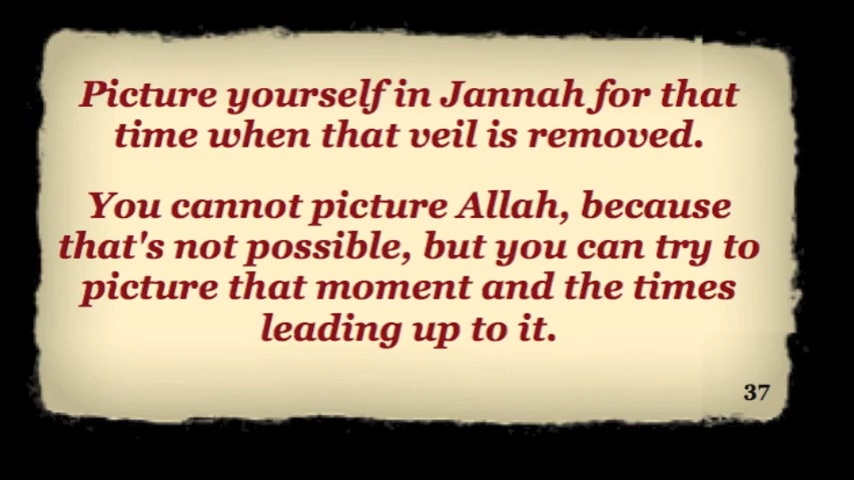 Picture yourself in Jannah for that
time when that veil is removed.
You cannot picture Allah, because
that's not possible, but you can try to
picture that moment and the times
leading up to it.
37